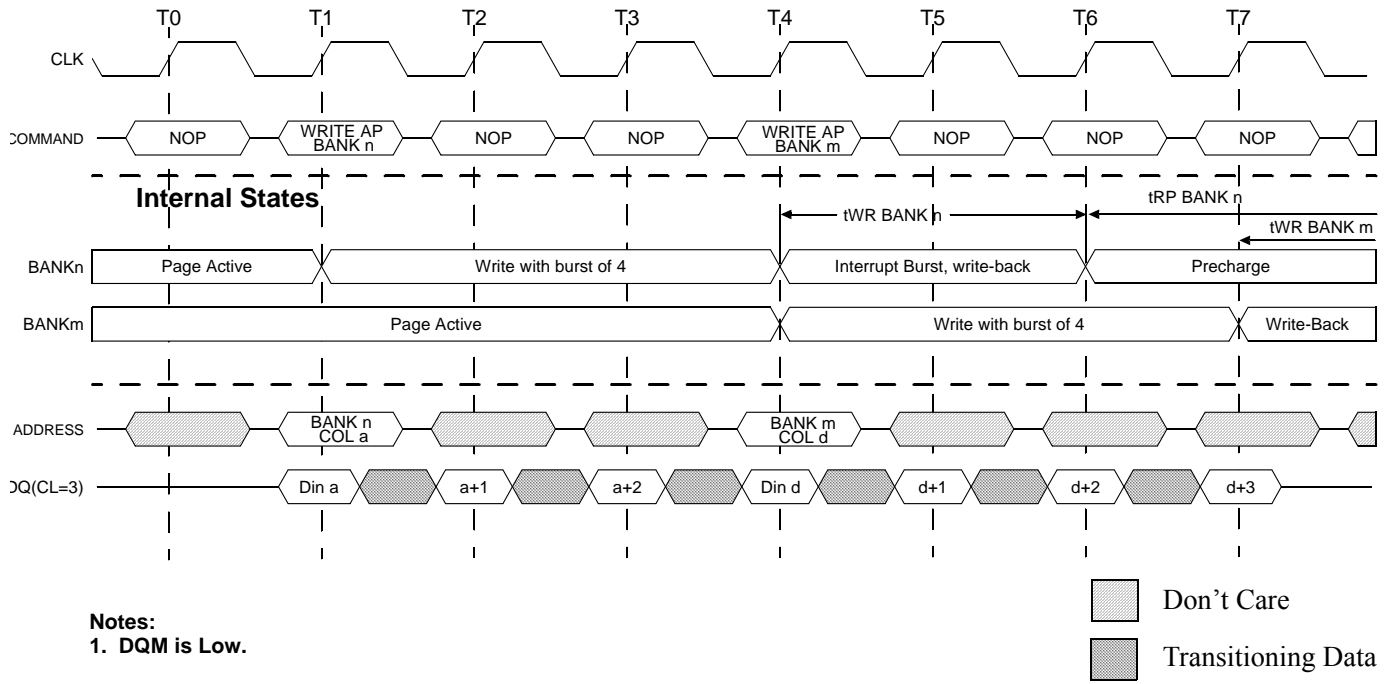 T0 T1 T2 T3 T4 T5 T6 T7
CLK
COMMAND NOP WRITE AP BANK n NOP NOP WRITE AP BANK m NOP NOP NOP
Internal States
tWR BANK n tRP BANK n
tWR BANK m
BANKn Page Active Write with burst of 4 Interrupt Burst, write-back Precharge
BANKm Page Active Write with burst of 4 Write-Back
ADDRESS BANK n COL a BANK m COL d
DQ(CL=3) Din a a+1 a+2 Din d d+1 d+2 d+3
Don't Care
Notes:
1. DQM is Low.
Transitioning Data